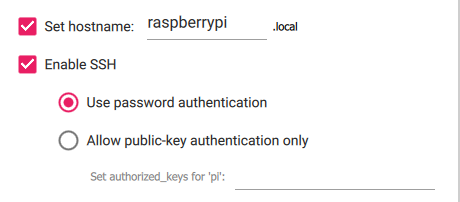 Set hostname: raspberrypi .local
Enable SSH
Use password authentication
Allow public-key authentication only
Set authorized_keys for 'pi':